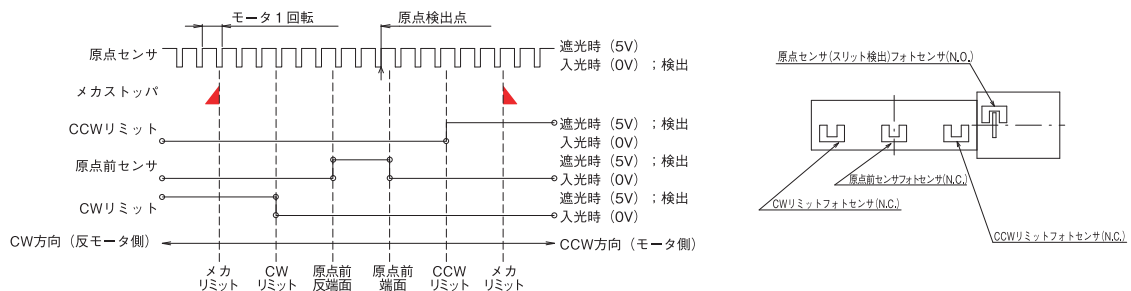 モータ1回転
原点検出点
原点センサ
遮光時（5V）
入光時（0V）；検出
メカストッパ
CCWリミット
遮光時（5V）；検出
入光時（0V）
原点前センサ
遮光時（5V）；検出
入光時（0V）
CWリミット
遮光時（5V）；検出
入光時（0V）
CW方向（反モータ側）
CCW方向（モータ側）
メカ
リミット
CW
リミット
原点前
反端面
原点前
端面
CCW
リミット
メカ
リミット
原点センサ(スリット検出)フォトセンサ(N.O.)
原点前センサフォトセンサ(N.C.)
CWリミットフォトセンサ(N.C.)
CCWリミットフォトセンサ(N.C.)